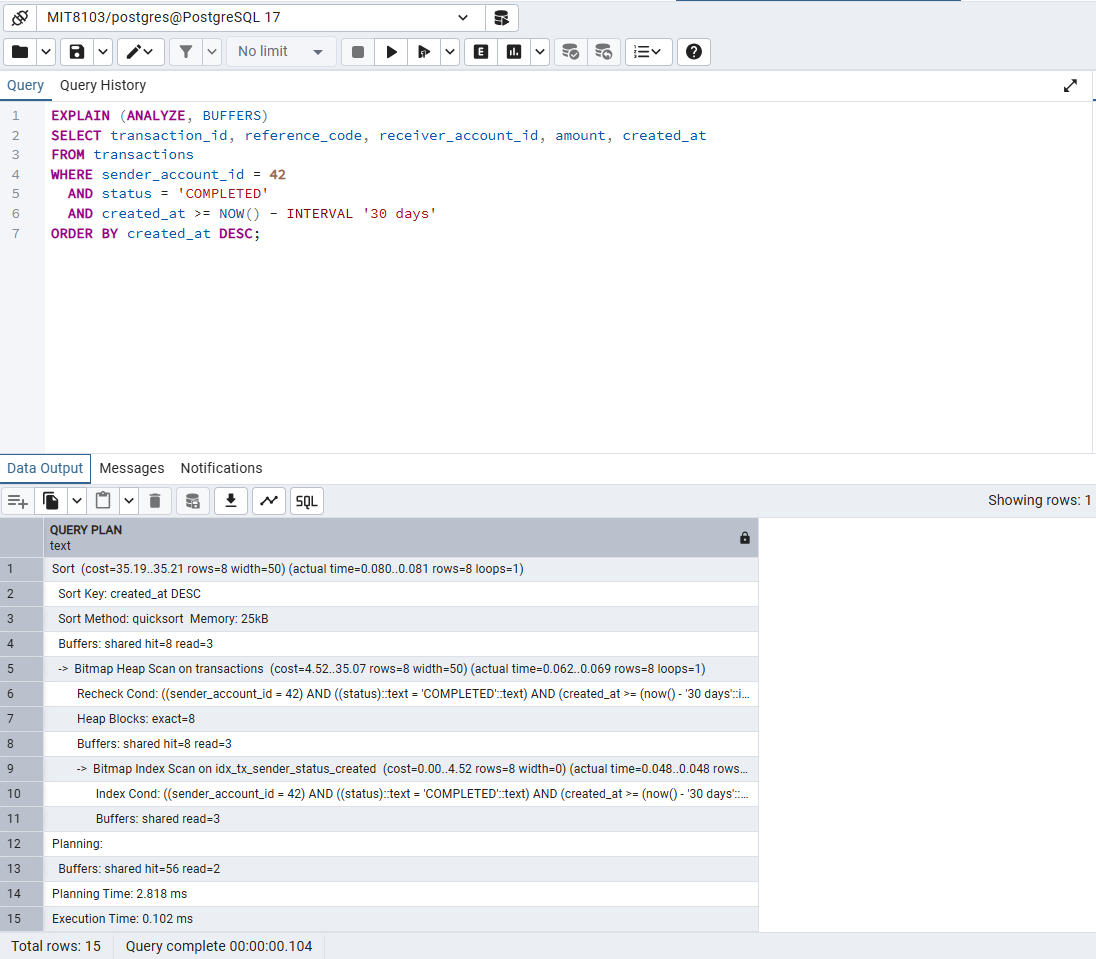 MIT8103/postgres@PostgreSQL 17
No limit
E
Query
Query History
1 EXPLAIN (ANALYZE, BUFFERS)
2 SELECT transaction_id, reference_code, receiver_account_id, amount, created_at
3 FROM transactions
4 WHERE sender_account_id = 42
5 AND status = 'COMPLETED'
6 AND created_at >= NOW() - INTERVAL '30 days'
7 ORDER BY created_at DESC;
Data Output
Messages
Notifications
SQL
Showing rows: 1
QUERY PLAN
text
1 Sort (cost=35.19..35.21 rows=8 width=50) (actual time=0.080..0.081 rows=8 loops=1)
2 Sort Key: created_at DESC
3 Sort Method: quicksort Memory: 25kB
4 Buffers: shared hit=8 read=3
5 -> Bitmap Heap Scan on transactions (cost=4.52..35.07 rows=8 width=50) (actual time=0.062..0.069 rows=8 loops=1)
6 Recheck Cond: ((sender_account_id = 42) AND ((status)::text = 'COMPLETED'::text) AND (created_at >= (now() - '30 days'::i...
7 Heap Blocks: exact=8
8 Buffers: shared hit=8 read=3
9 -> Bitmap Index Scan on idx_tx_sender_status_created (cost=0.00..4.52 rows=8 width=0) (actual time=0.048..0.048 rows...
10 Index Cond: ((sender_account_id = 42) AND ((status)::text = 'COMPLETED'::text) AND (created_at >= (now() - '30 days'::...
11 Buffers: shared read=3
12 Planning:
13 Buffers: shared hit=56 read=2
14 Planning Time: 2.818 ms
15 Execution Time: 0.102 ms
Total rows: 15
Query complete 00:00:00.104